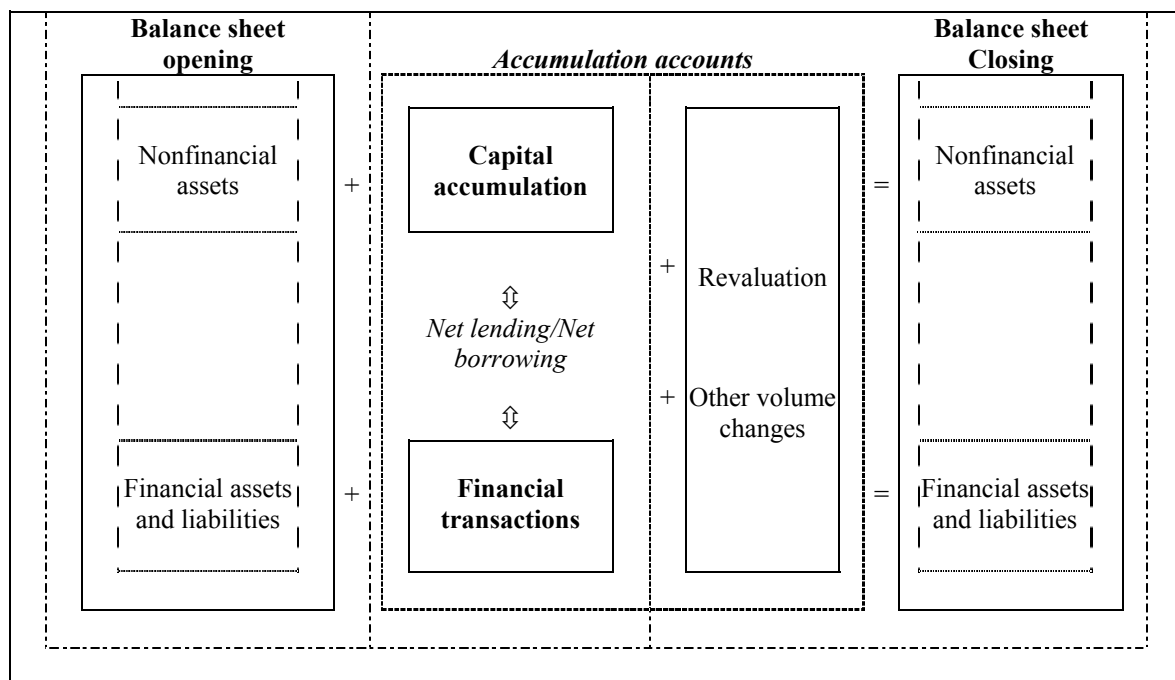 Balance sheet
opening
Accumulation accounts
Balance sheet
Closing
Nonfinancial
assets
+
Capital
accumulation
=
Nonfinancial
assets
+
Revaluation
⇕
Net lending/Net
borrowing
+
Other volume
changes
⇕
Financial assets
and liabilities
+
Financial
transactions
=
Financial assets
and liabilities